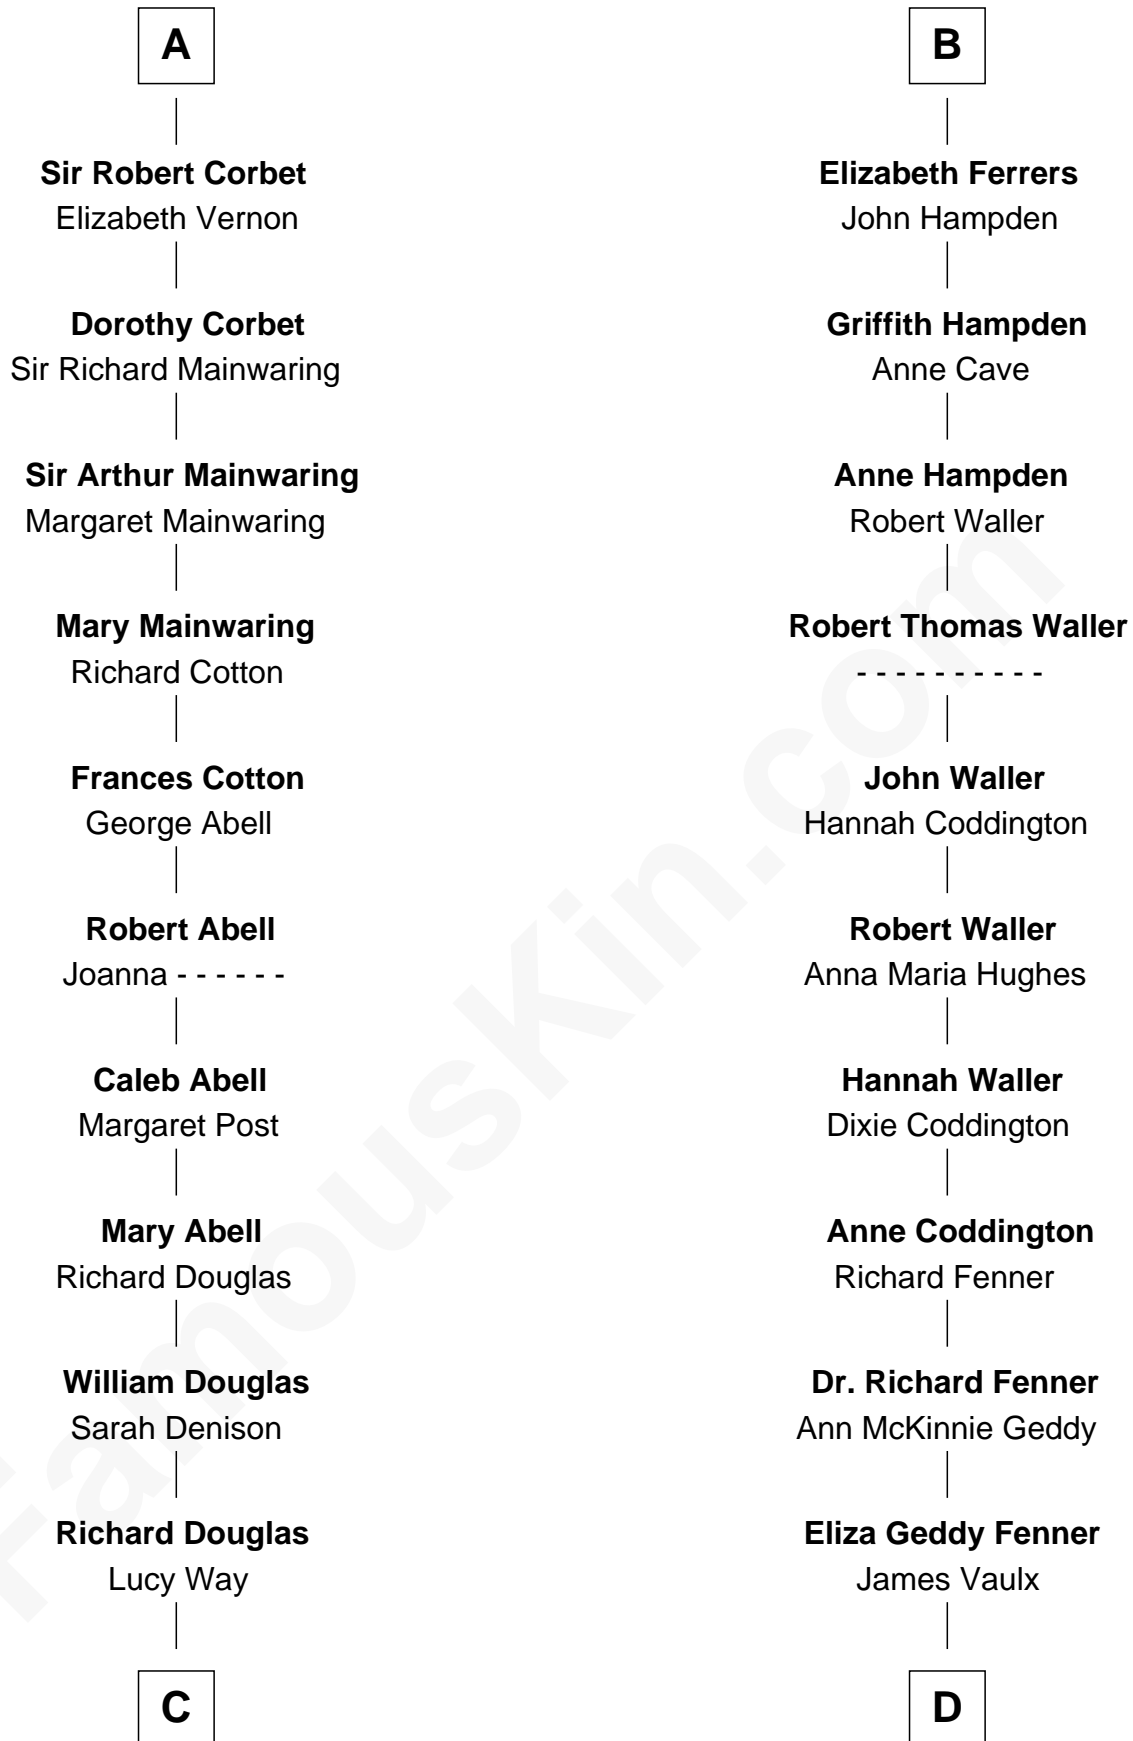 A
Sir Robert Corbet
Elizabeth Vernon
Dorothy Corbet
Sir Richard Mainwaring
Sir Arthur Mainwaring
Margaret Mainwaring
Mary Mainwaring
Richard Cotton
Frances Cotton
George Abell
Robert Abell
Joanna - - - - - -
Caleb Abell
Margaret Post
Mary Abell
Richard Douglas
William Douglas
Sarah Denison
Richard Douglas
Lucy Way
C
B
Elizabeth Ferrers
John Hampden
Griffith Hampden
Anne Cave
Anne Hampden
Robert Waller
Robert Thomas Waller
- - - - - - - - - -
John Waller
Hannah Coddington
Robert Waller
Anna Maria Hughes
Hannah Waller
Dixie Coddington
Anne Coddington
Richard Fenner
Dr. Richard Fenner
Ann McKinnie Geddy
Eliza Geddy Fenner
James Vaulx
D
FamousKin.com